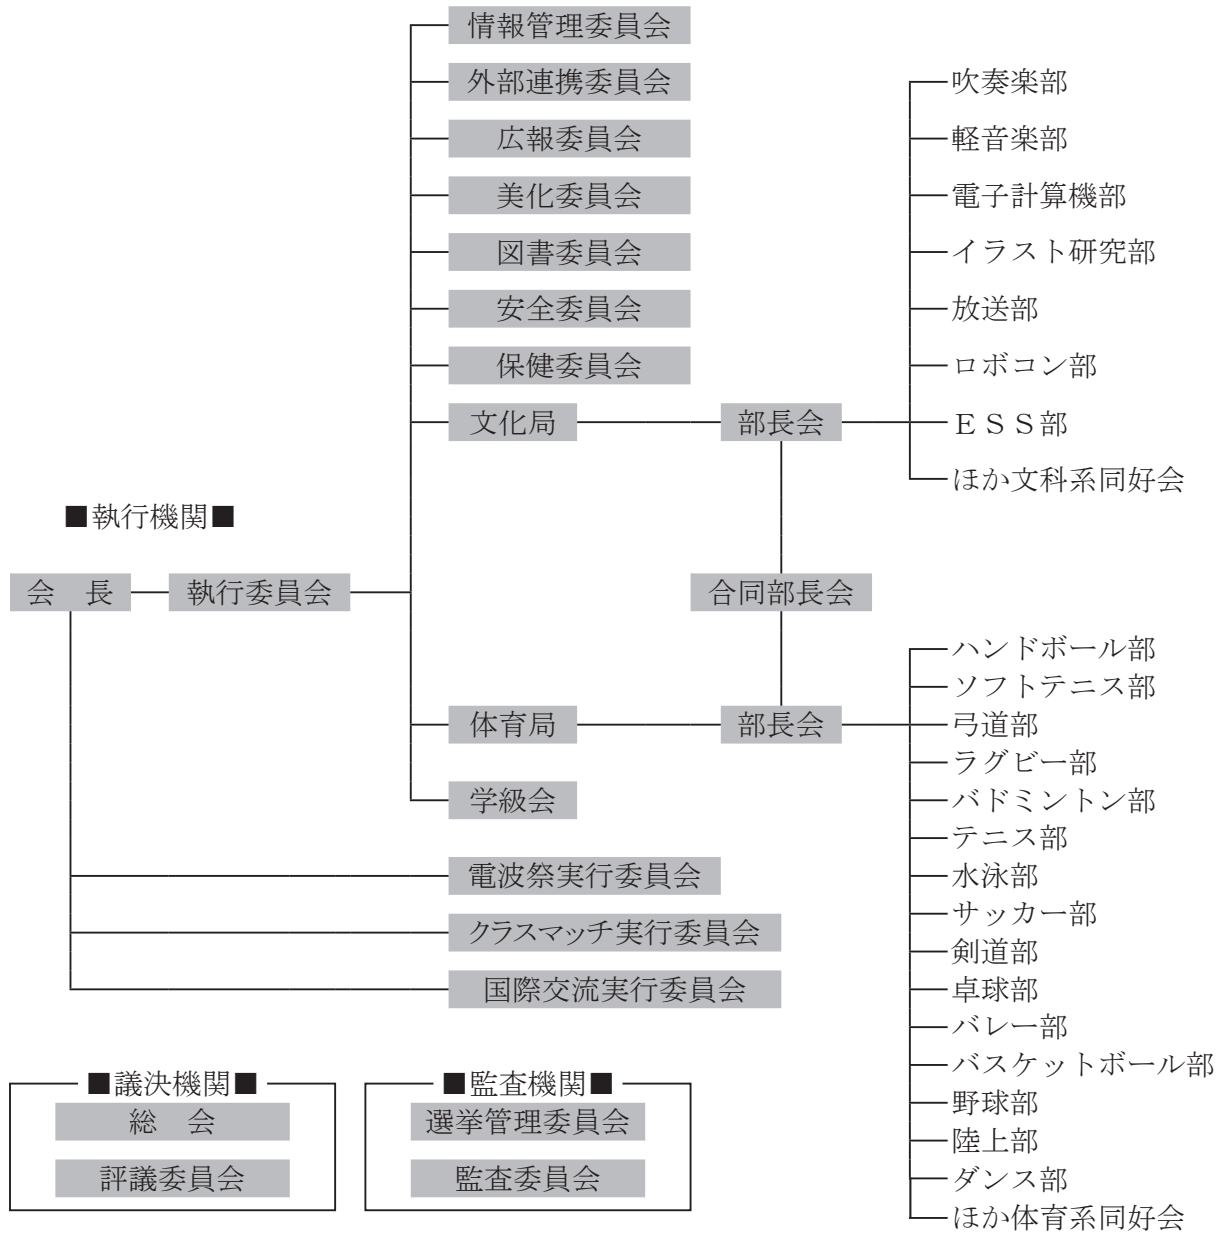 情報管理委員会
外部連携委員会
広報委員会
美化委員会
図書委員会
安全委員会
保健委員会
文化局
部長会
吹奏楽部
軽音楽部
電子計算機部
イラスト研究部
放送部
ロボコン部
ＥＳＳ部
ほか文科系同好会
■執行機関■
会　長
執行委員会
合同部長会
体育局
部長会
学級会
ハンドボール部
ソフトテニス部
弓道部
ラグビー部
バドミントン部
テニス部
水泳部
サッカー部
剣道部
卓球部
バレー部
バスケットボール部
野球部
陸上部
ダンス部
ほか体育系同好会
電波祭実行委員会
クラスマッチ実行委員会
国際交流実行委員会
■議決機関■
総　会
評議委員会
■監査機関■
選挙管理委員会
監査委員会